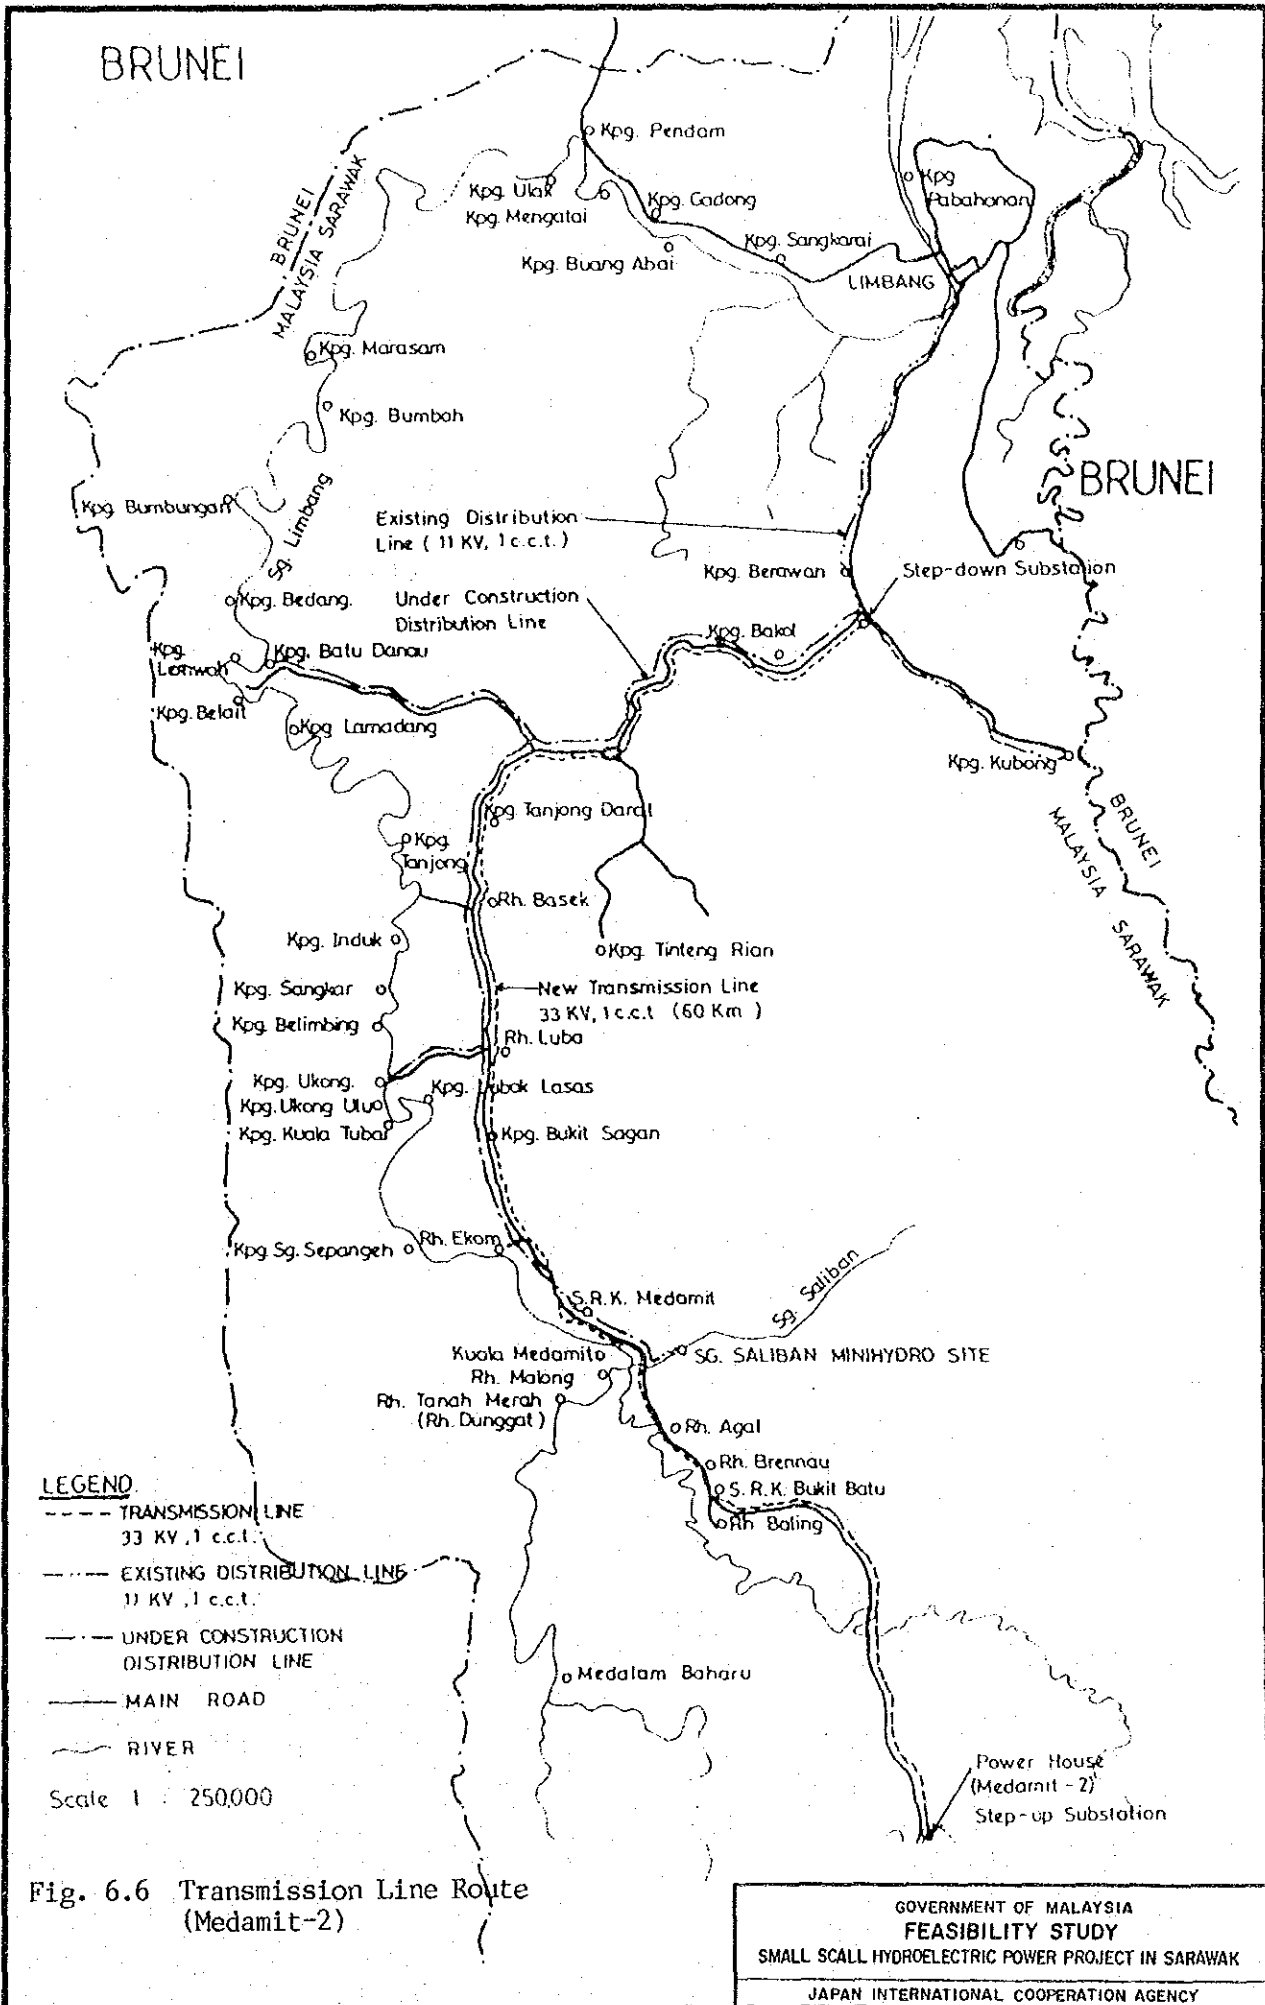 BRUNEI
Kpg. Pendam
Kpg. Ulak
Kpg. Mengatai
Kpg. Gadong
Kpg
Pabahanan
Kpg. Sangkarai
Kpg. Buang Abai
LIMBANG
BRUNEI
MALAYSIA SARAWAK
Kpg. Marasam
Kpg. Bumbah
BRUNEI
Kpg. Bumbungan
Sg. Limbang
Existing Distribution
Line ( 11 KV, 1 c.c.t. )
Kpg. Berawan
Step-down Substation
Kpg. Bedang.
Under Construction
Distribution Line
Kpg. Bakol
Kpg.
Kpg. Batu Danau
Kpg. Belait
Kpg Lamadang
Kpg. Kubong
BRUNEI
MALAYSIA SARAWAK
Kpg. Tanjong Darat
Kpg.
Tanjong
Rh. Basek
Kpg. Induk
Kpg. Tinteng Rian
Kpg. Sangkar
New Transmission Line
33 KV, 1 c.c.t (60 Km )
Kpg. Belimbing
Rh. Luba
Kpg. Ukong.
Kpg. Lubok Lasas
Kpg. Ukong Ulu
Kpg. Kuala Tubai
Kpg. Bukit Sagan
Kpg Sg. Sepangeh
Rh. Ekom
Sg. Saliban
S.R.K. Medamit
Kuala Medamit
SG. SALIBAN MINIHYDRO SITE
Rh. Malong
Rh. Tanah Merah
(Rh. Dunggat)
Rh. Agal
Rh. Brennau
S. R. K. Bukit Batu
Rh Baling
LEGEND
TRANSMISSION LINE
33 KV , 1 c.c.t.
EXISTING DISTRIBUTION LINE
11 KV , 1 c.c.t.
UNDER CONSTRUCTION
DISTRIBUTION LINE
MAIN ROAD
RIVER
Medalam Baharu
Scale 1 : 250,000
Power House
(Medamit - 2)
Step-up Substation
Fig. 6.6 Transmission Line Route
(Medamit-2)
GOVERNMENT OF MALAYSIA
FEASIBILITY STUDY
SMALL SCALL HYDROELECTRIC POWER PROJECT IN SARAWAK
JAPAN INTERNATIONAL COOPERATION AGENCY